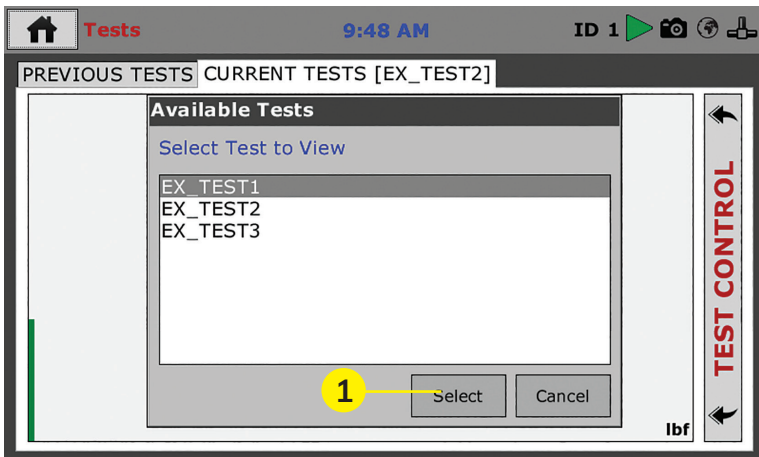 Tests 9:48 AM ID 1
PREVIOUS TESTS CURRENT TESTS [EX_TEST2]
Available Tests
Select Test to View
EX_TEST1
EX_TEST2
EX_TEST3
1 Select Cancel
lbf
TEST CONTROL